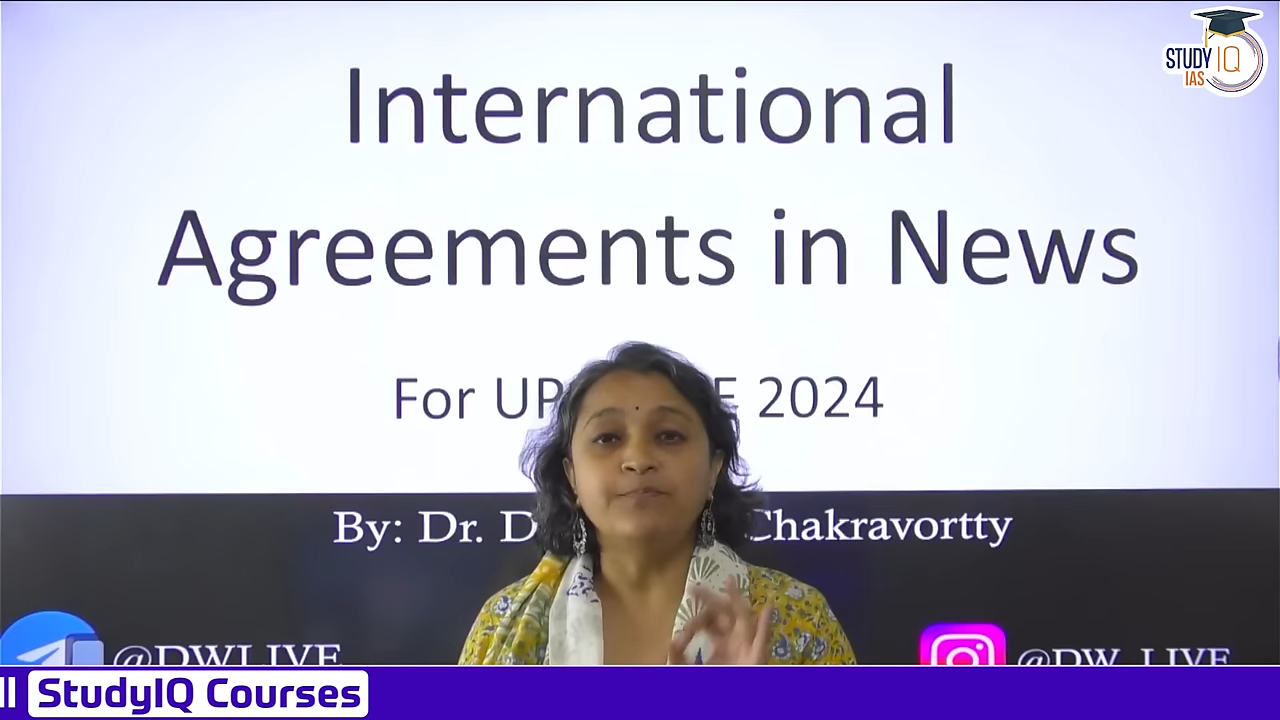 International
STUDY IQ
IAS
Agreements in News
For UP E 2024
By: Dr. D Chakravortty
@DWLIVE
@DW_LIVE
StudyIQ Courses